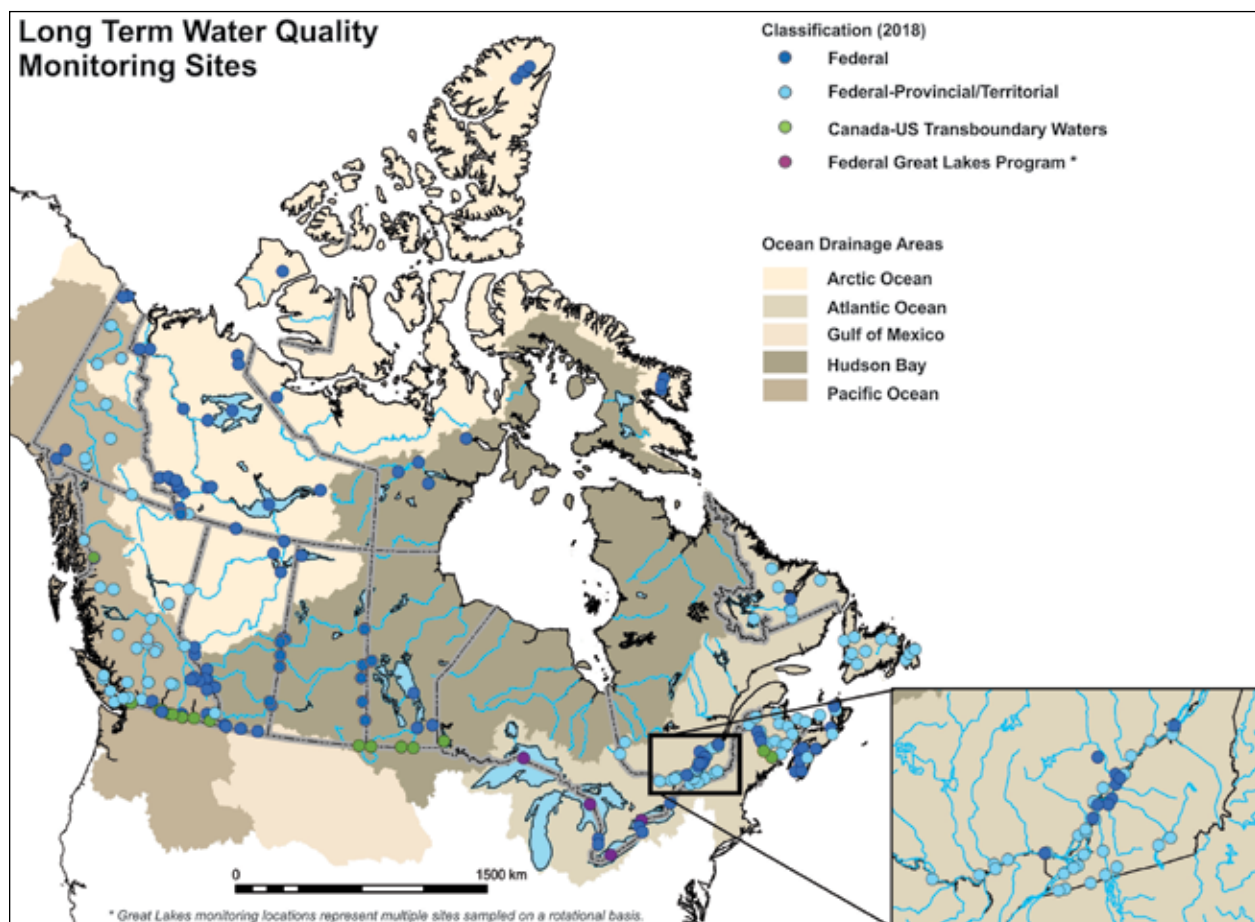 Long Term Water Quality
Monitoring Sites
Classification (2018)
Federal
Federal-Provincial/Territorial
Canada-US Transboundary Waters
Federal Great Lakes Program *
Ocean Drainage Areas
Arctic Ocean
Atlantic Ocean
Gulf of Mexico
Hudson Bay
Pacific Ocean
0 1500 km
* Great Lakes monitoring locations represent multiple sites sampled on a rotational basis.